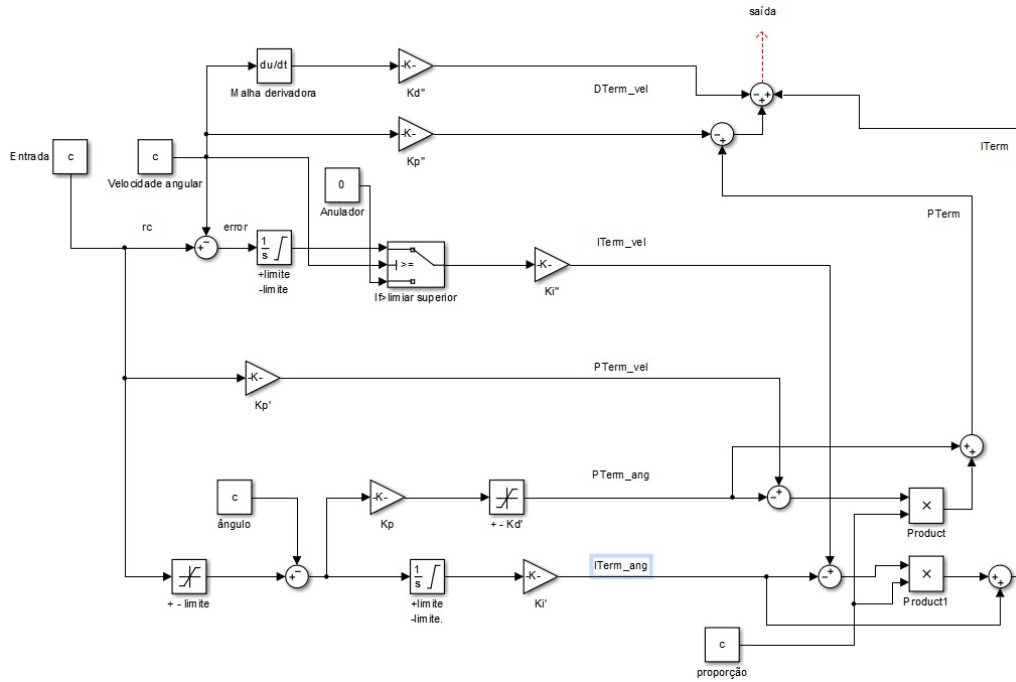 saída
du/dt
-K-
Malha derivadora
Kd"
DTerm_vel
-K-
Kp"
ITerm
Entrada
c
c
Velocidade angular
0
Anulador
PTerm
rc
error
1
s
+limite
-limite
>=
If>limiar superior
ITerm_vel
-K-
Ki"
-K-
Kp'
PTerm_vel
c
ângulo
-K-
Kp
+ - Kd'
PTerm_ang
×
Product
+ - limite
1
s
+limite
-limite.
-K-
Ki'
ITerm_ang
×
Product1
c
proporção